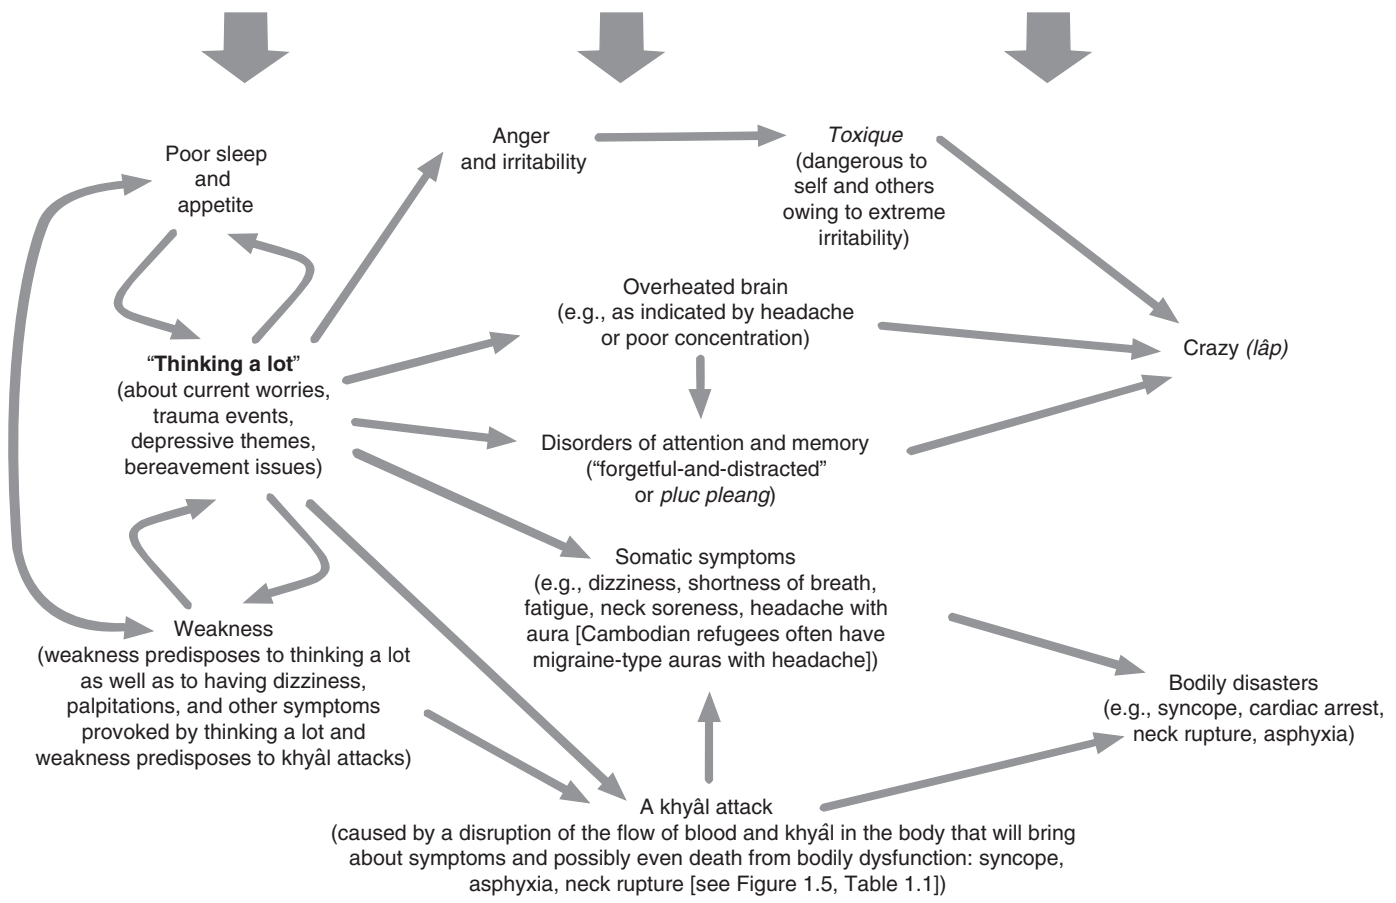 Poor sleep
and
appetite
Anger
and irritability
Toxique
(dangerous to
self and others
owing to extreme
irritability)
Overheated brain
(e.g., as indicated by headache
or poor concentration)
Crazy (lâp)
“Thinking a lot”
(about current worries,
trauma events,
depressive themes,
bereavement issues)
Disorders of attention and memory
(“forgetful-and-distracted”
or pluc pleang)
Somatic symptoms
(e.g., dizziness, shortness of breath,
fatigue, neck soreness, headache with
aura [Cambodian refugees often have
migraine-type auras with headache])
Weakness
(weakness predisposes to thinking a lot
as well as to having dizziness,
palpitations, and other symptoms
provoked by thinking a lot and
weakness predisposes to khyâl attacks)
Bodily disasters
(e.g., syncope, cardiac arrest,
neck rupture, asphyxia)
A khyâl attack
(caused by a disruption of the flow of blood and khyâl in the body that will bring
about symptoms and possibly even death from bodily dysfunction: syncope,
asphyxia, neck rupture [see Figure 1.5, Table 1.1])